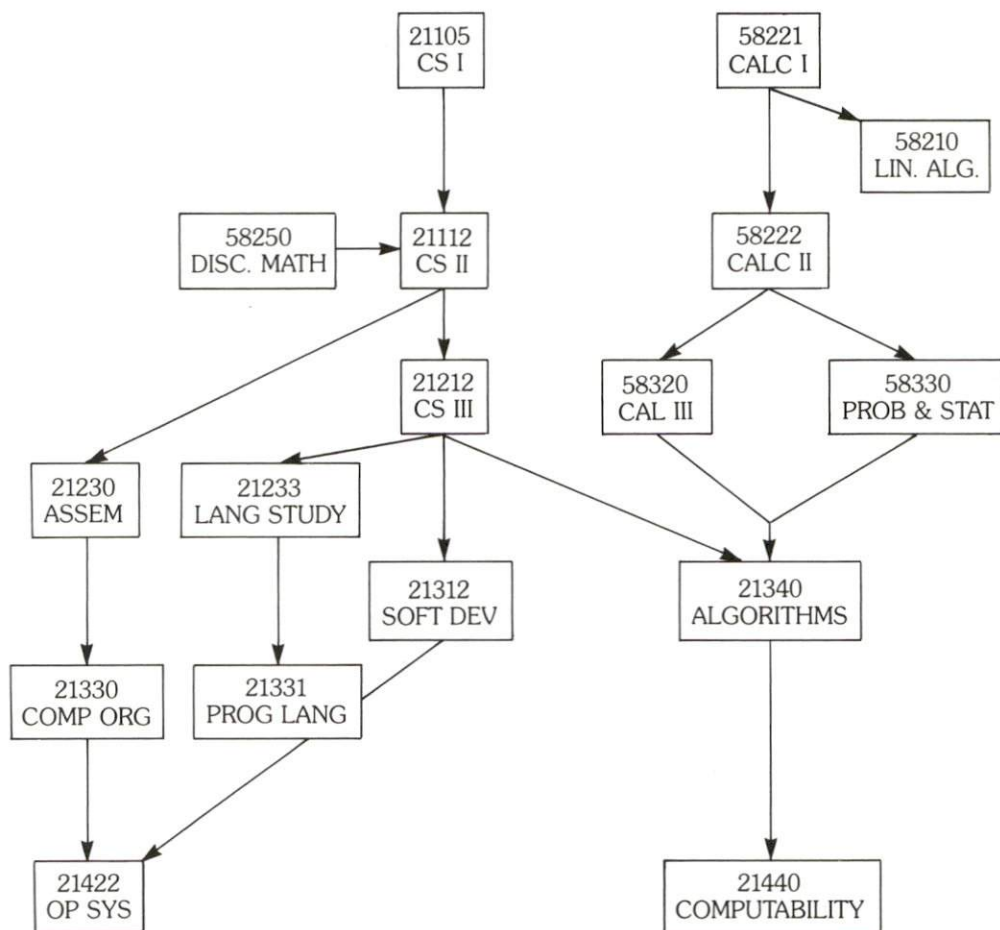 21105
CS I
58221
CALC I
58210
LIN. ALG.
58250
DISC. MATH
21112
CS II
58222
CALC II
21212
CS III
58320
CAL III
58330
PROB & STAT
21230
ASSEM
21233
LANG STUDY
21312
SOFT DEV
21340
ALGORITHMS
21330
COMP ORG
21331
PROG LANG
21422
OP SYS
21440
COMPUTABILITY